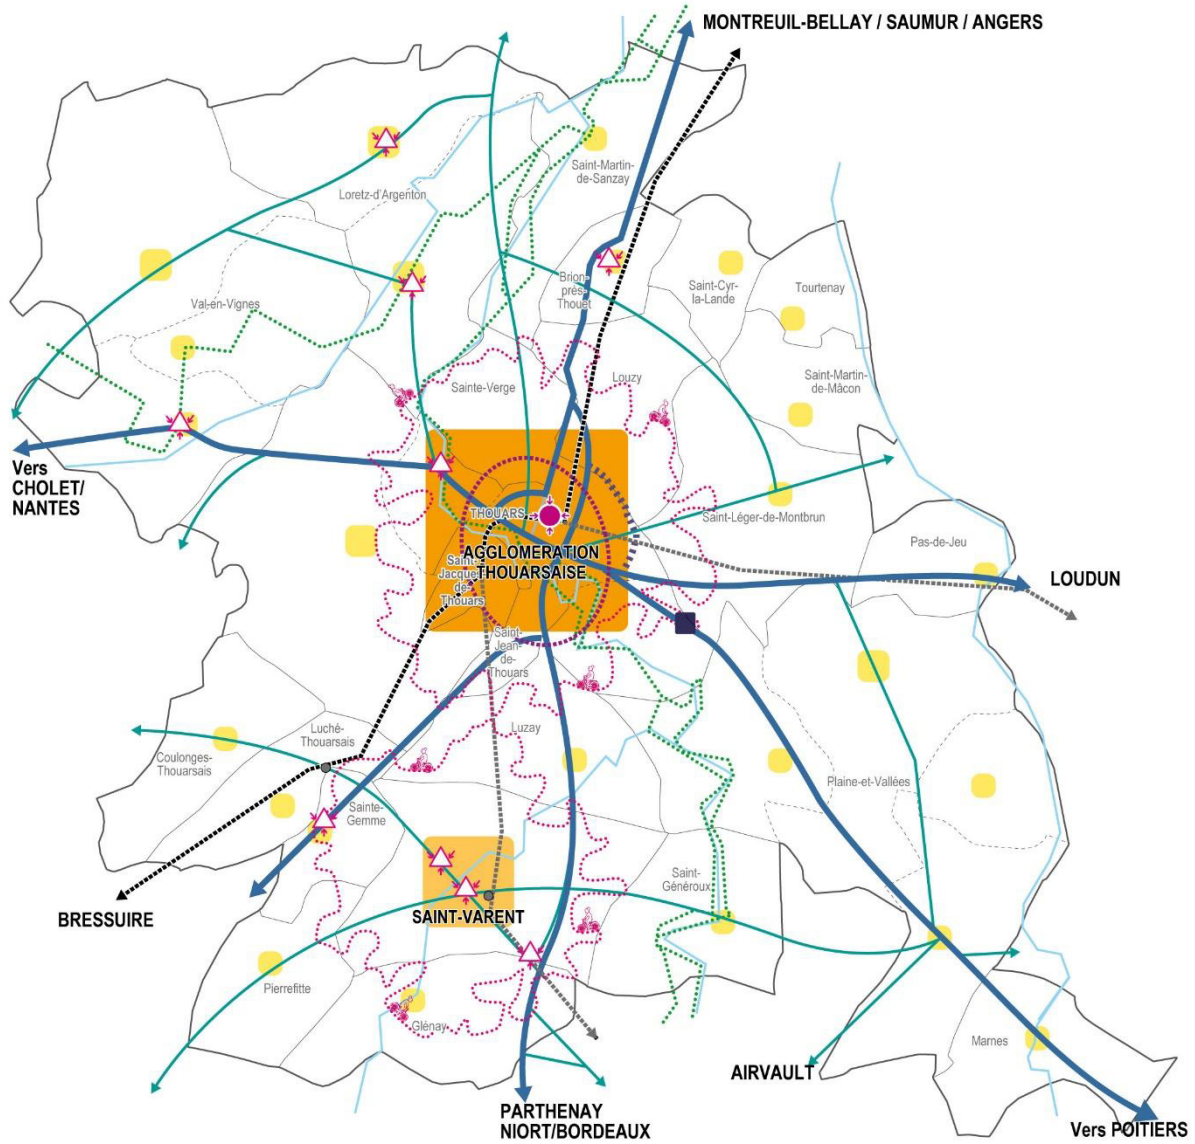 MONTREUIL-BELLAY / SAUMUR / ANGERS
Saint-Martin-
de-Sanzay
Loretz-d'Argenton
Brion-
près-
Thouet
Saint-Cyr-
la-Lande
Tourtenay
Val-en-Vignes
Saint-Martin-
de-Mâcon
Sainte-Verge
Louzy
Vers
CHOLET/
NANTES
THOUARS
Saint-Léger-de-Montbrun
Pas-de-Jeu
AGGLOMERATION
THOUARSAISE
LOUDUN
Saint-
Jacques-
de-
Thouars
Saint-
Jean-
de-
Thouars
Luché-
Thouarsais
Luzay
Coulonges-
Thouarsais
Plaine-et-Vallées
Sainte-
Gemme
Saint-
Généroux
BRESSUIRE
SAINT-VARENT
Pierrefitte
Glénay
Marnes
AIRVAULT
PARTHENAY
NIORT/BORDEAUX
Vers POITIERS